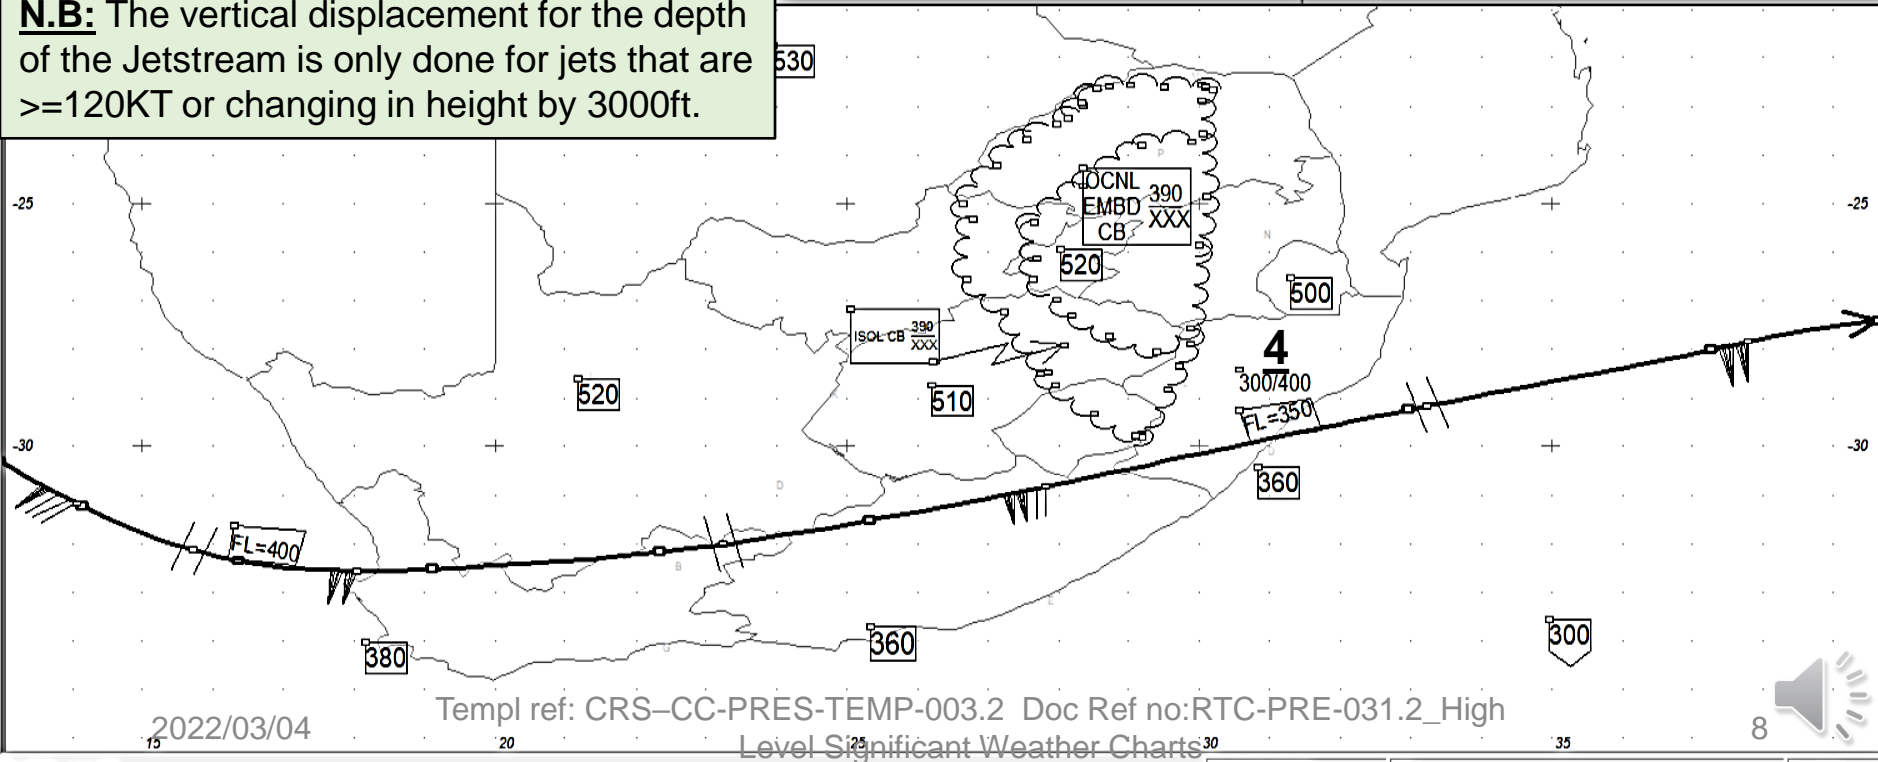 N.B: The vertical displacement for the depth
of the Jetstream is only done for jets that are
>=120KT or changing in height by 3000ft.
530
P
OCNL 390
EMBD XXX
CB
-25
-25
N
520
500
ISOL CB 390
XXX
4
300/400
520
510
FL=350
-30
-30
D
360
D
FL=400
B
E
300
360
380
G
Templ ref: CRS–CC-PRES-TEMP-003.2 Doc Ref no:RTC-PRE-031.2_High
2022/03/04
8
15
20
25
Level Significant Weather Charts
30
35